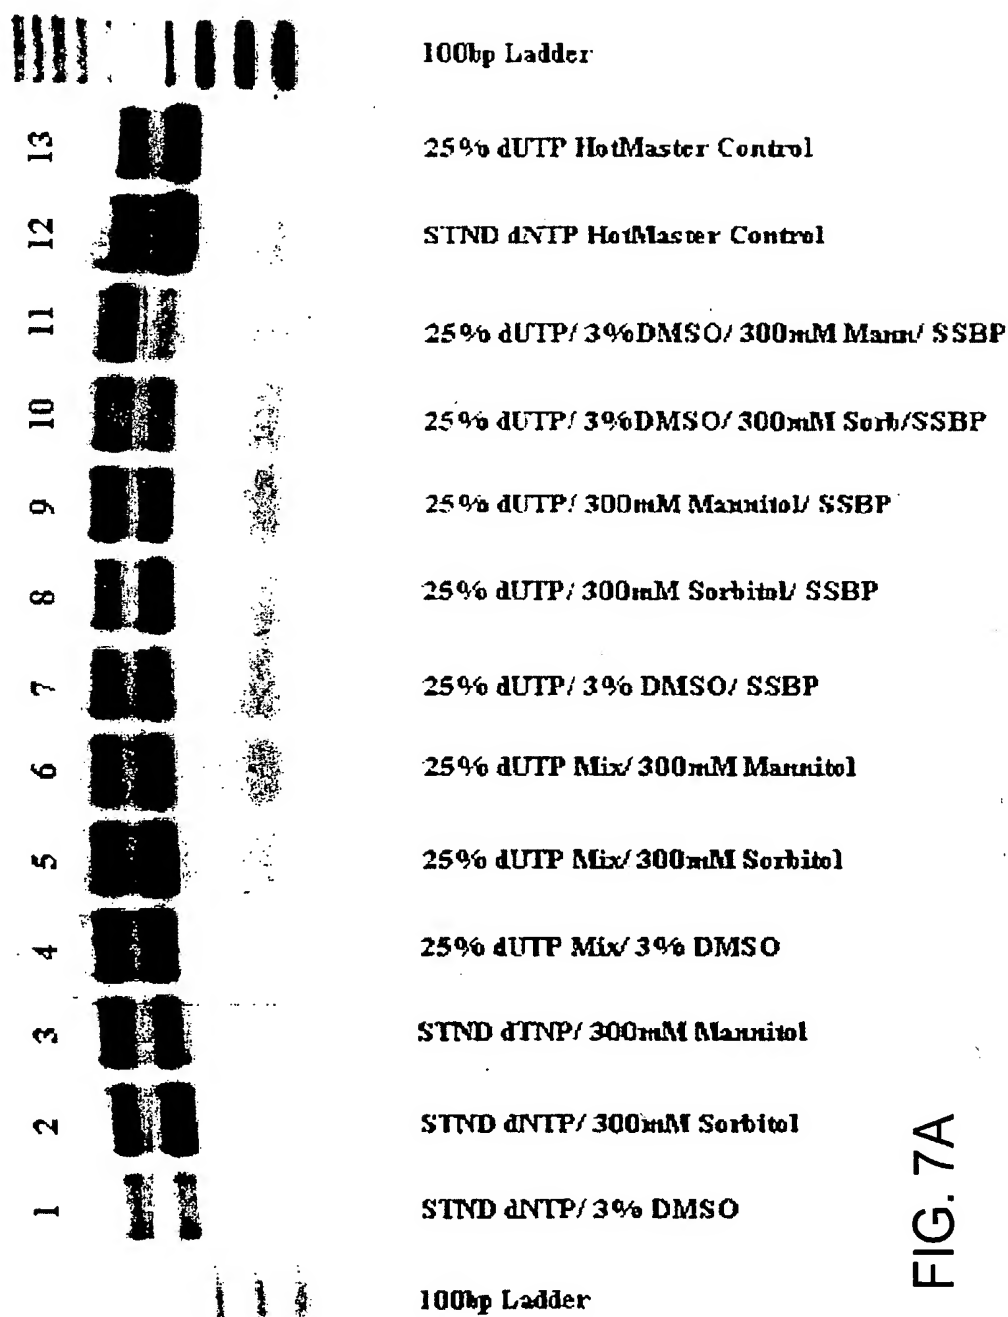 100bp Ladder
13 25% dUTP HotMaster Control
12 STND dNTP HotMaster Control
11 25% dUTP/ 3%DMSO/ 300mM Mann/ SSBP
10 25% dUTP/ 3%DMSO/ 300mM Sorb/SSBP
9 25% dUTP/ 300mM Mannitol/ SSBP
8 25% dUTP/ 300mM Sorbitol/ SSBP
7 25% dUTP/ 3% DMSO/ SSBP
6 25% dUTP Mix/ 300mM Mannitol
5 25% dUTP Mix/ 300mM Sorbitol
4 25% dUTP Mix/ 3% DMSO
3 STND dTNP/ 300mM Mannitol
2 STND dNTP/ 300mM Sorbitol
1 STND dNTP/ 3% DMSO
100bp Ladder
FIG. 7A